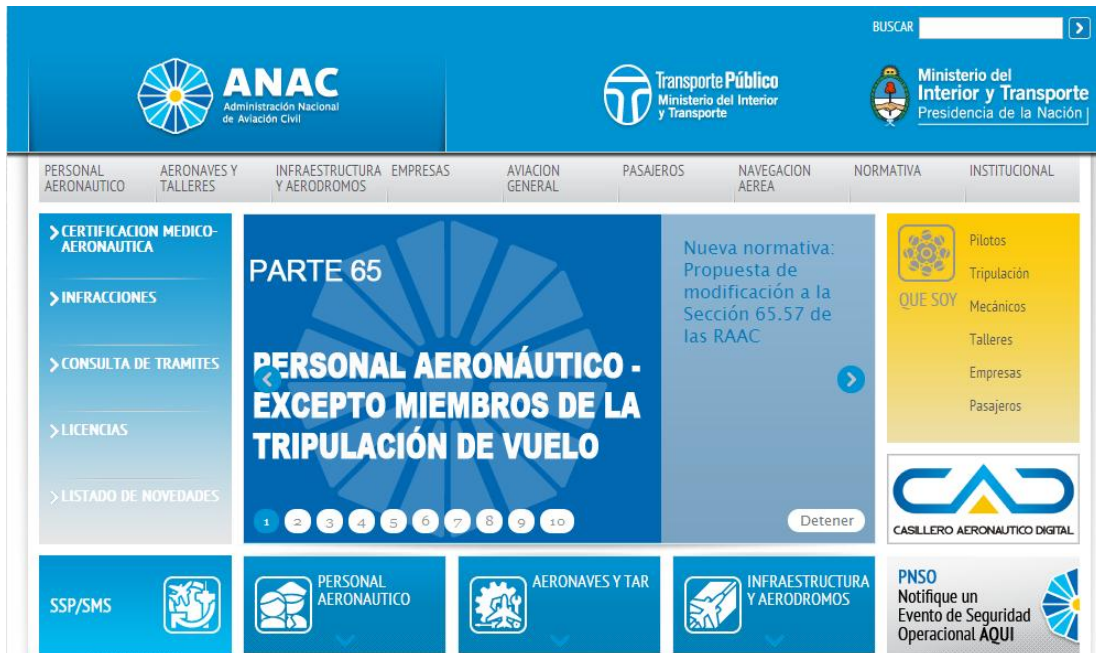 BUSCAR
ANAC
Administración Nacional
de Aviación Civil
Transporte Público
Ministerio del Interior
y Transporte
Ministerio del
Interior y Transporte
Presidencia de la Nación
PERSONAL
AERONAUTICO
AERONAVES Y
TALLERES
INFRAESTRUCTURA
Y AERODROMOS
EMPRESAS
AVIACION
GENERAL
PASAJEROS
NAVEGACION
AEREA
NORMATIVA
INSTITUCIONAL
CERTIFICACION MEDICO-
AERONAUTICA
INFRACCIONES
CONSULTA DE TRAMITES
LICENCIAS
LISTADO DE NOVEDADES
PARTE 65
PERSONAL AERONÁUTICO -
EXCEPTO MIEMBROS DE LA
TRIPULACIÓN DE VUELO
1 2 3 4 5 6 7 8 9 10
Nueva normativa:
Propuesta de
modificación a la
Sección 65.57 de
las RAAC
Detener
QUE SOY
Pilotos
Tripulación
Mecánicos
Talleres
Empresas
Pasajeros
CASILLERO AERONAUTICO DIGITAL
SSP/SMS
PERSONAL
AERONAUTICO
AERONAVES Y TAR
INFRAESTRUCTURA
Y AERODROMOS
PNSO
Notifique un
Evento de Seguridad
Operacional AQUI